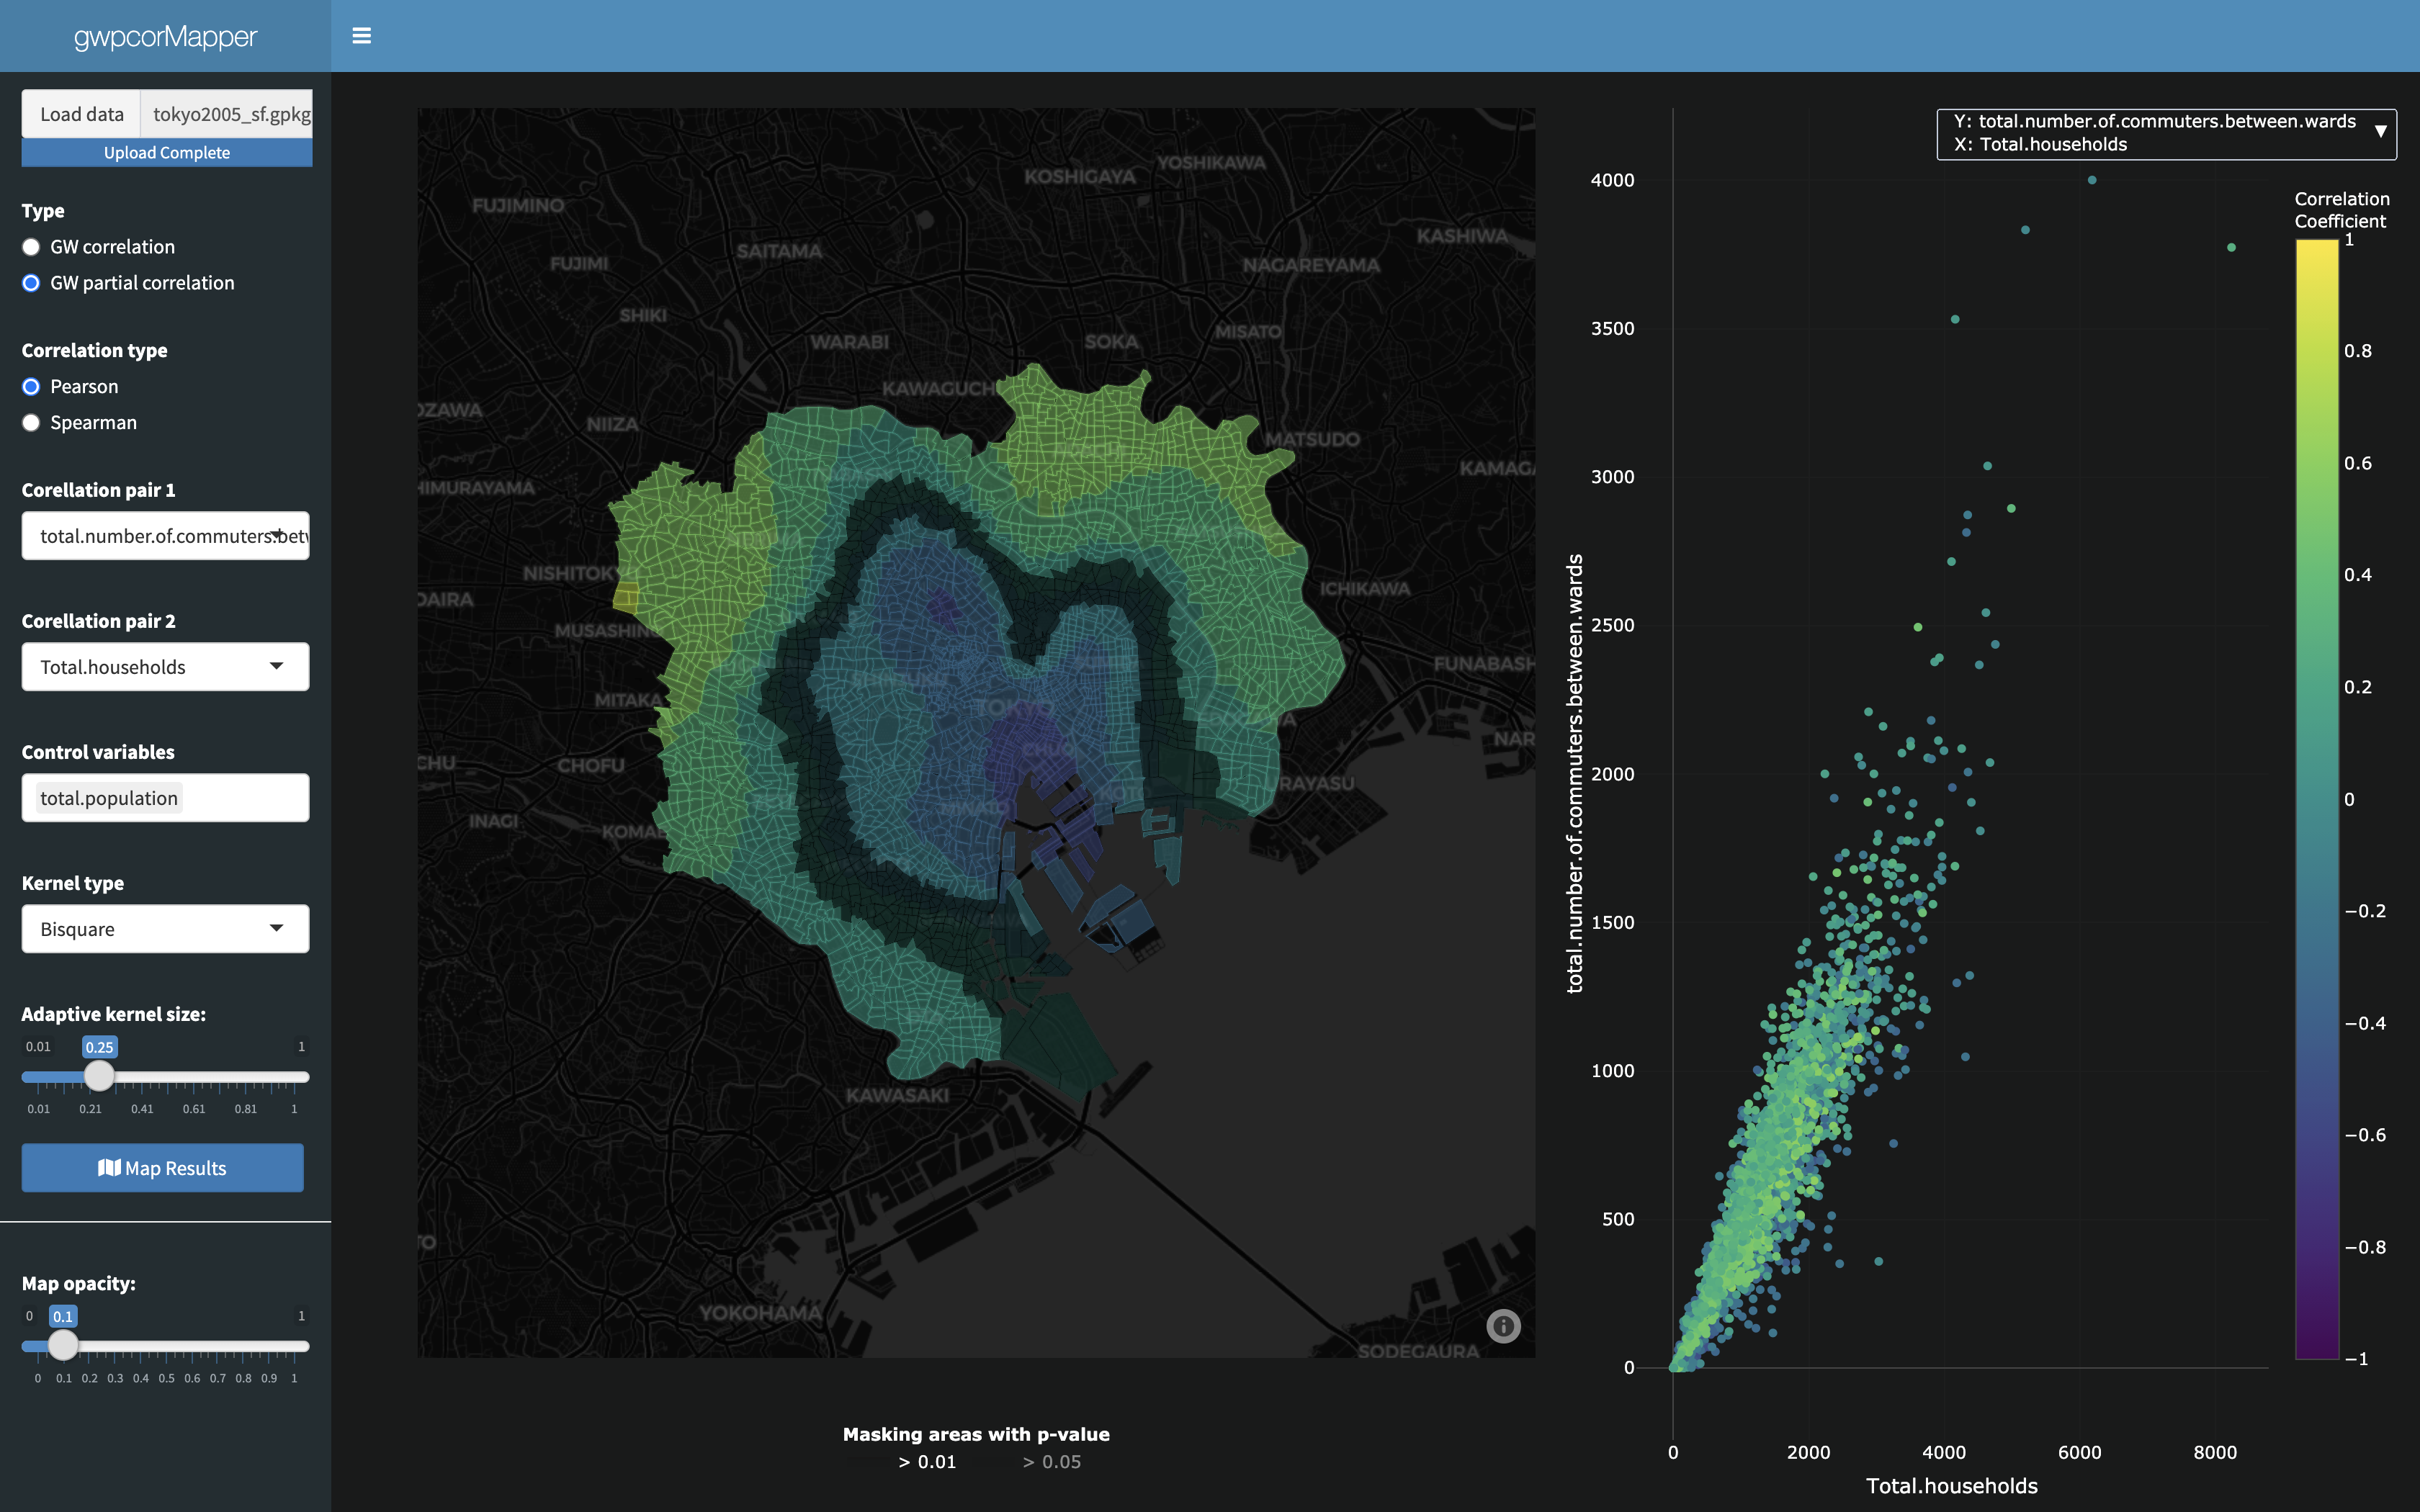 gwpcorMapper
Load data
tokyo2005_sf.gpkg
Upload Complete
Type
GW correlation
GW partial correlation
Correlation type
Pearson
Spearman
Corellation pair 1
total.number.of.commuters.betw
Corellation pair 2
Total.households
Control variables
total.population
Kernel type
Bisquare
Adaptive kernel size:
0.01 0.25 1
0.01 0.21 0.41 0.61 0.81 1
Map Results
Map opacity:
0 0.1 1
0 0.1 0.2 0.3 0.4 0.5 0.6 0.7 0.8 0.9 1
YOSHIKAWA
KOSHIGAYA
FUJIMINO
KASHIWA
SAITAMA
FUJIMI
NAGAREYAMA
SHIKI
MISATO
WARABI
SOKA
KAWAGUCH
OZAWA
NIIZA
MATSUDO
KAMAGA
HIMURAYAMA
NISHITOKY
ICHIKAWA
DAIRA
MUSASHINO
FUNABASH
MITAKA
TOKYO
NAR
CHUO
CHU
CHOFU
RAYASU
KOTO
MINATO
INAGI
KOMAE
KAWASAKI
TO
YOKOHAMA
SODEGAURA
Masking areas with p-value
> 0.01
> 0.05
Y: total.number.of.commuters.between.wards
X: Total.households
4000
3500
3000
2500
2000
1500
1000
500
0
total.number.of.commuters.between.wards
0 2000 4000 6000 8000
Total.households
Correlation
Coefficient
1
0.8
0.6
0.4
0.2
0
−0.2
−0.4
−0.6
−0.8
−1